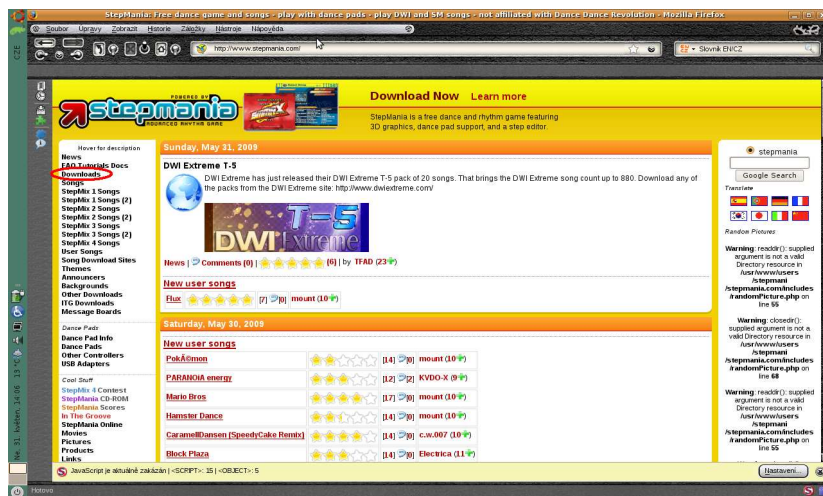 StepMania: Free dance game and songs - play with dance pads - play DWI and SM songs - not affiliated with Dance Dance Revolution - Mozilla Firefox
Soubor Úpravy Zobrazit Historie Záložky Nástroje Nápověda
http://www.stepmania.com/
Slovník EN/CZ
CZE
POWERED BY
stepmania
ADVANCED RHYTHM GAME
Download Now Learn more
StepMania is a free dance and rhythm game featuring
3D graphics, dance pad support, and a step editor.
Hover for description
News
FAQ Tutorials Docs
Downloads
Songs
StepMix 1 Songs
StepMix 1 Songs (2)
StepMix 2 Songs
StepMix 2 Songs (2)
StepMix 3 Songs
StepMix 3 Songs (2)
StepMix 4 Songs
User Songs
Song Download Sites
Themes
Announcers
Backgrounds
Other Downloads
ITG Downloads
Message Boards
Dance Pads
Dance Pad Info
Dance Pads
Other Controllers
USB Adapters
Cool Stuff
StepMix 4 Contest
StepMania CD-ROM
StepMania Scores
In The Groove
StepMania Online
Movies
Pictures
Products
Links
Sunday, May 31, 2009
DWI Extreme T-5
DWI Extreme has just released their DWI Extreme T-5 pack of 20 songs. That brings the DWI Extreme song count up to 880. Download any of
the packs from the DWI Extreme site: http://www.dwiextreme.com/
T-5
DWI Extreme
News | Comments (0) | (6) | by TFAD (23)
New user songs
Flux [7] [0] mount (10)
Saturday, May 30, 2009
New user songs
PokÃ©mon [14] [0] mount (10)
PARANOiA energy [12] [2] KVDO-X (9)
Mario Bros [17] [0] mount (10)
Hamster Dance [14] [0] mount (10)
CaramellDansen [SpeedyCake Remix] [14] [0] c.w.007 (10)
Block Plaza [14] [0] Electrica (11)
stepmania
Google Search
Translate
Random Pictures
Warning: readdir(): supplied
argument is not a valid
Directory resource in
/usr/www/users
/stepmani
/stepmania.com/includes
/randomPicture.php on
line 55
Warning: closedir():
supplied argument is not a
valid Directory resource in
/usr/www/users
/stepmani
/stepmania.com/includes
/randomPicture.php on
line 68
Warning: readdir(): supplied
argument is not a valid
Directory resource in
/usr/www/users
/stepmani
/stepmania.com/includes
/randomPicture.php on
line 55
Ne, 31. květen, 14:06 13 °C
JavaScript je aktuálně zakázán | <SCRIPT>: 15 | <OBJECT>: 5
Nastavení...
Hotovo